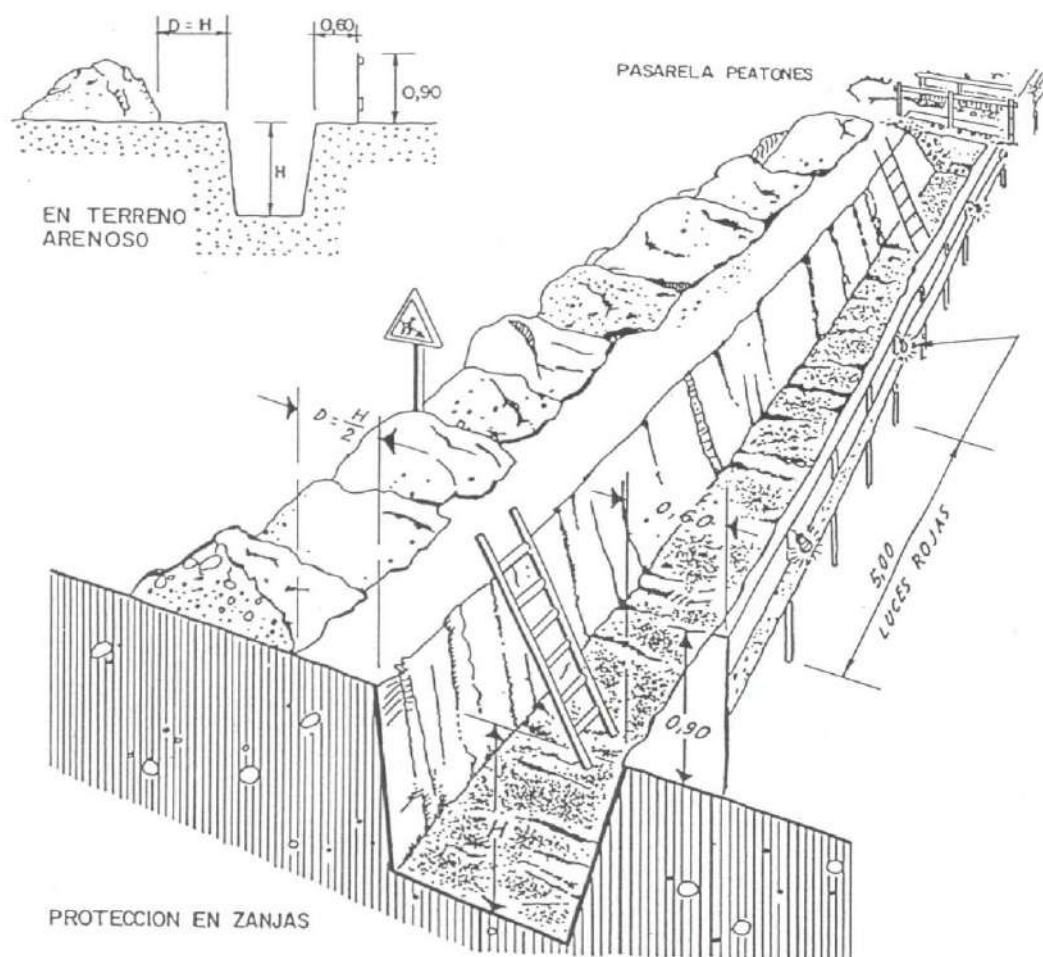 D = H
0,60
0,90
H
EN TERRENO
ARENOSO
PASARELA PEATONES
D = H/2
0,60
5,00
LUCES ROJAS
0,90
H
PROTECCION EN ZANJAS